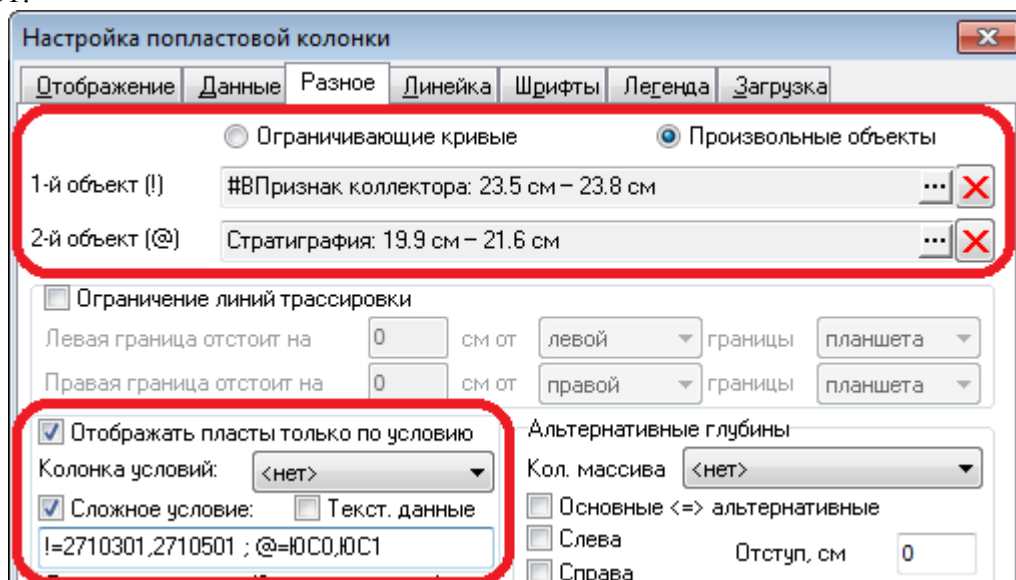 Настройка попластовой колонки
Отображение Данные Разное Линейка Шрифты Легенда Загрузка
Ограничивающие кривые Произвольные объекты
1-й объект (!) #ВПризнак коллектора: 23.5 см – 23.8 см ...
2-й объект (@) Стратиграфия: 19.9 см – 21.6 см ...
Ограничение линий трассировки
Левая граница отстоит на 0 см от левой границы планшета
Правая граница отстоит на 0 см от правой границы планшета
Отображать пласты только по условию Альтернативные глубины
Колонка условий: <нет> Кол. массива <нет>
Сложное условие: Текст. данные Основные <=> альтернативные
!=2710301,2710501 ; @=ЮС0,ЮС1 Слева Отступ, см 0
Справа